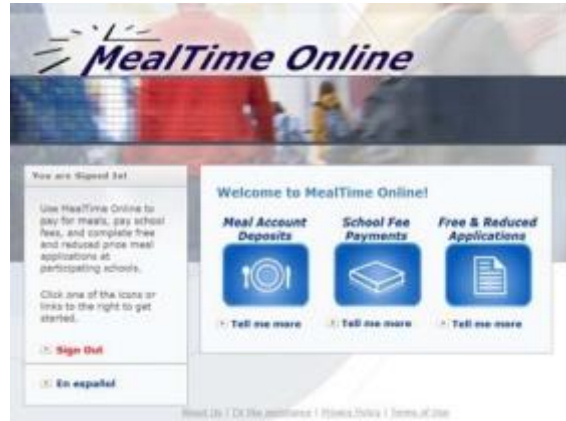 MealTime Online
You are Signed In!
Use MealTime Online to
pay for meals, pay school
fees, and complete free
and reduced price meal
applications at
participating schools.
Click one of the icons or
links to the right to get
started.
Sign Out
En español
Welcome to MealTime Online!
Meal Account
Deposits
School Fee
Payments
Free & Reduced
Applications
Tell me more
Tell me more
Tell me more
About Us | | Privacy Policy | Terms of Use